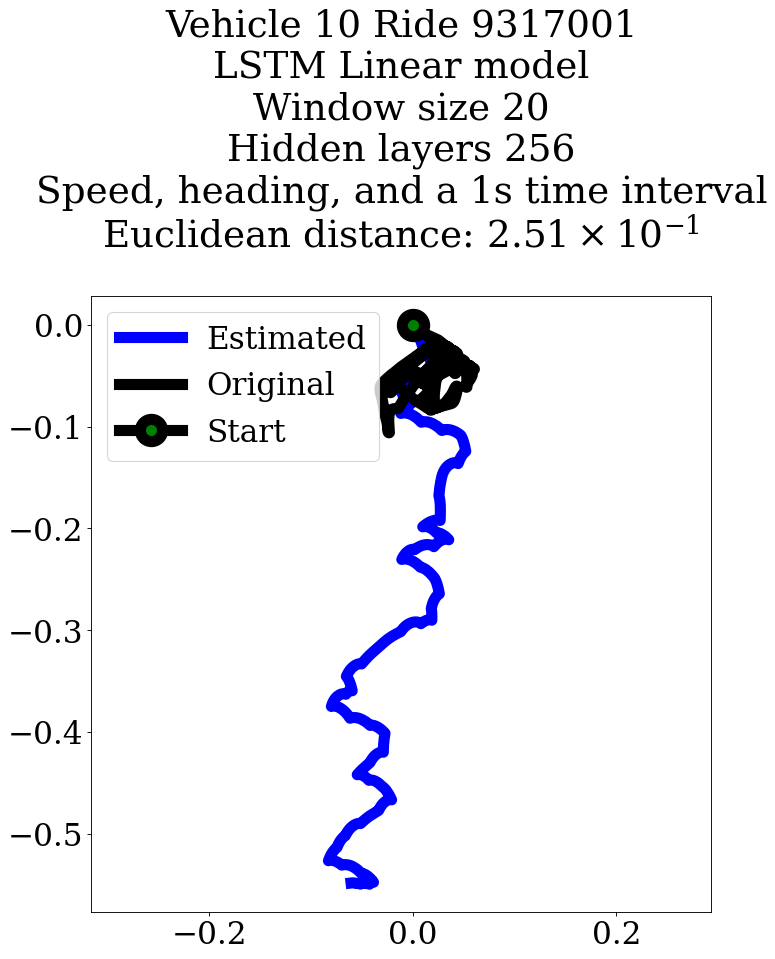 Vehicle 10 Ride 9317001
LSTM Linear model
Window size 20
Hidden layers 256
Speed, heading, and a 1s time interval
Euclidean distance: 2.51 × 10⁻¹
Estimated
Original
Start
0.0
−0.1
−0.2
−0.3
−0.4
−0.5
−0.2 0.0 0.2